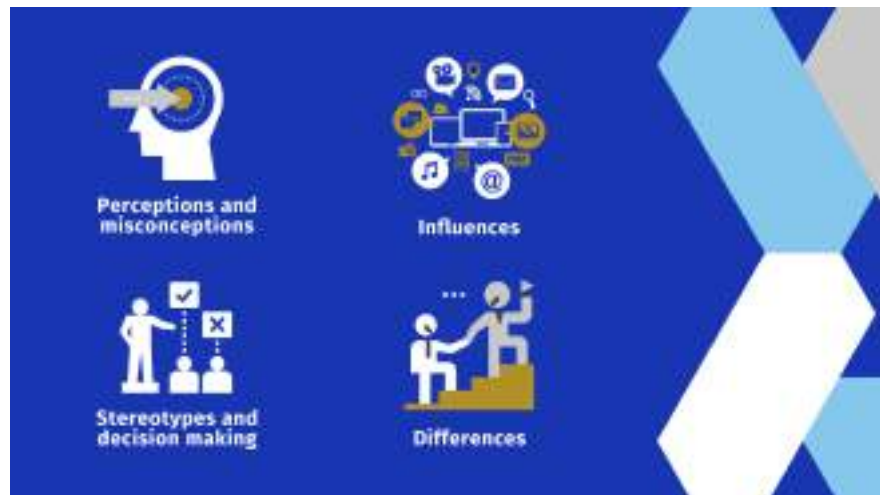 Perceptions and
misconceptions
Influences
Stereotypes and
decision making
Differences